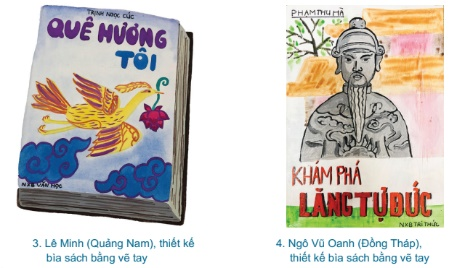 TRỊNH NGỌC CÚC
QUÊ HƯƠNG
TÔI
NXB VĂN HỌC
3. Lê Minh (Quảng Nam), thiết kế
bìa sách bằng vẽ tay
PHẠM PHÚ HÀ
KHÁM PHÁ
LĂNG TỰ ĐỨC
NXB TRI THỨC
4. Ngô Vũ Oanh (Đồng Tháp),
thiết kế bìa sách bằng vẽ tay